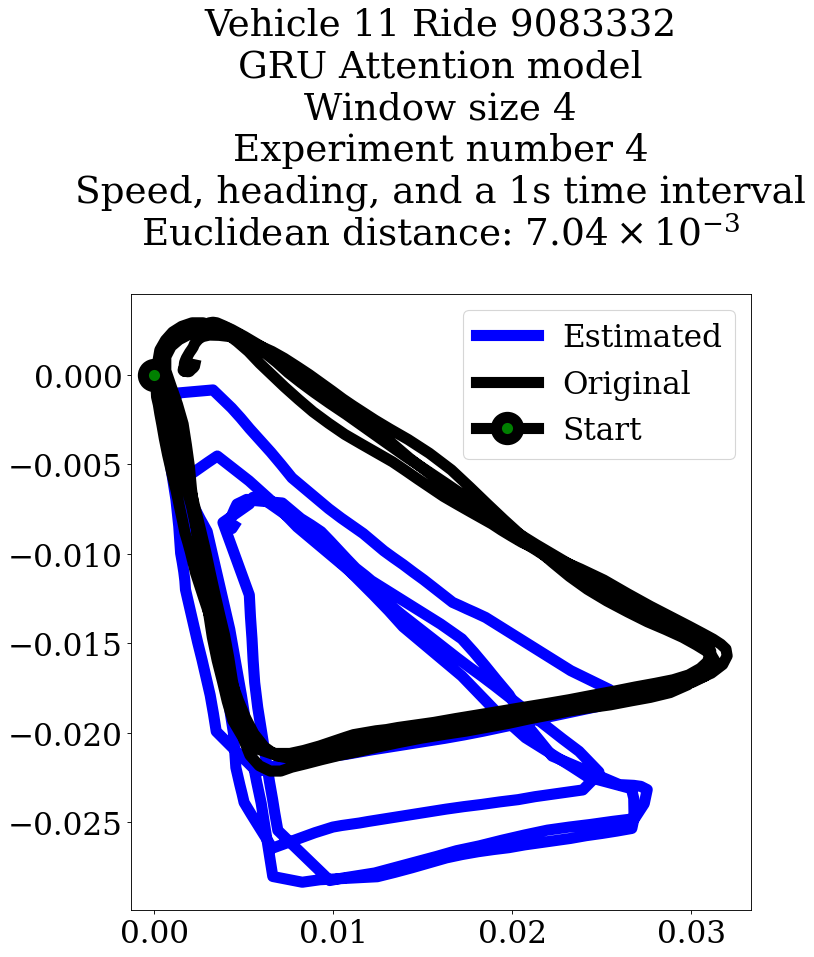 Vehicle 11 Ride 9083332
GRU Attention model
Window size 4
Experiment number 4
Speed, heading, and a 1s time interval
Euclidean distance: 7.04 × 10⁻³
Estimated
Original
Start
0.000
−0.005
−0.010
−0.015
−0.020
−0.025
0.00 0.01 0.02 0.03